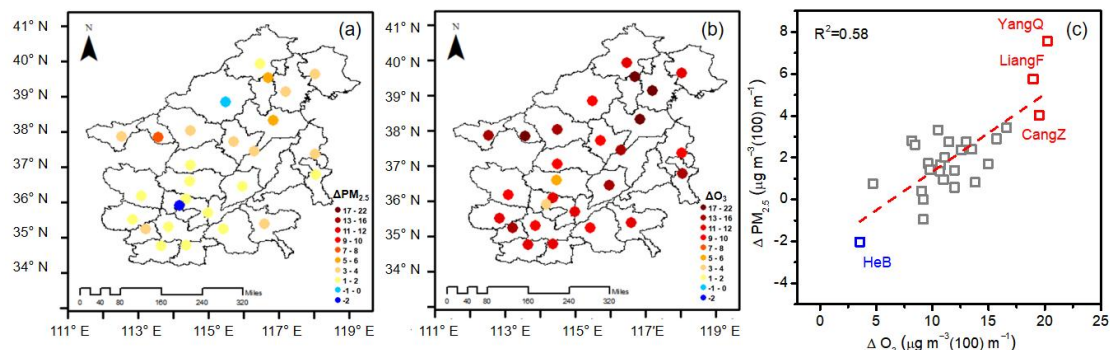 (a)
41° N
40° N
39° N
38° N
37° N
36° N
35° N
34° N
N
ΔPM2.5
17 - 22
13 - 16
11 - 12
9 - 10
7 - 8
5 - 6
3 - 4
1 - 2
-1 - 0
-2
0 40 80 160 240 320
Miles
111° E 113° E 115° E 117° E 119° E
(b)
41° N
40° N
39° N
38° N
37° N
36° N
35° N
34° N
N
ΔO3
17 - 22
13 - 16
11 - 12
9 - 10
7 - 8
5 - 6
3 - 4
1 - 2
-1 - 0
-2
0 40 80 160 240 320
Miles
111° E 113° E 115° E 117° E 119° E
(c)
R2=0.58
YangQ
LiangF
CangZ
HeB
Δ PM2.5 (μg m-3(100) m-1)
8
6
4
2
0
-2
-4
0 5 10 15 20 25
Δ O3 (μg m-3(100) m-1)